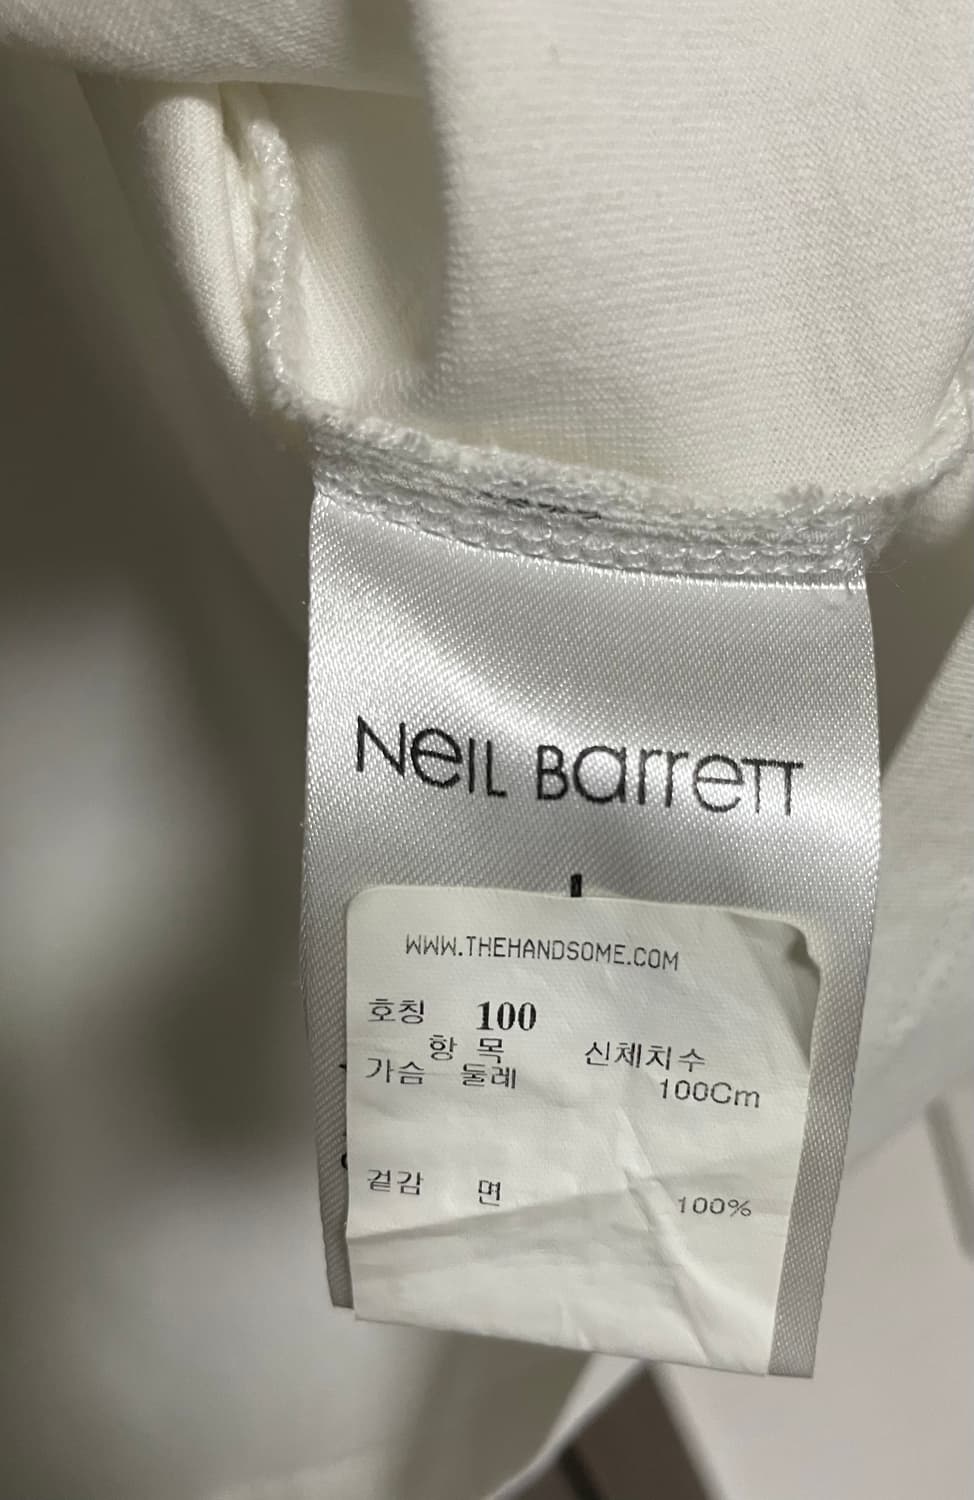 Neil Barrett
WWW.THEHANDSOME.COM
호칭 100
항 목 신체치수
가슴 둘레 100Cm
겉감 면 100%